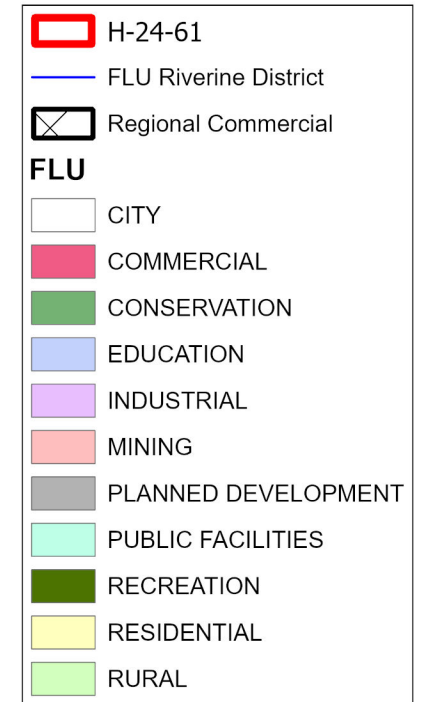 H-24-61
FLU Riverine District
Regional Commercial
FLU
CITY
COMMERCIAL
CONSERVATION
EDUCATION
INDUSTRIAL
MINING
PLANNED DEVELOPMENT
PUBLIC FACILITIES
RECREATION
RESIDENTIAL
RURAL